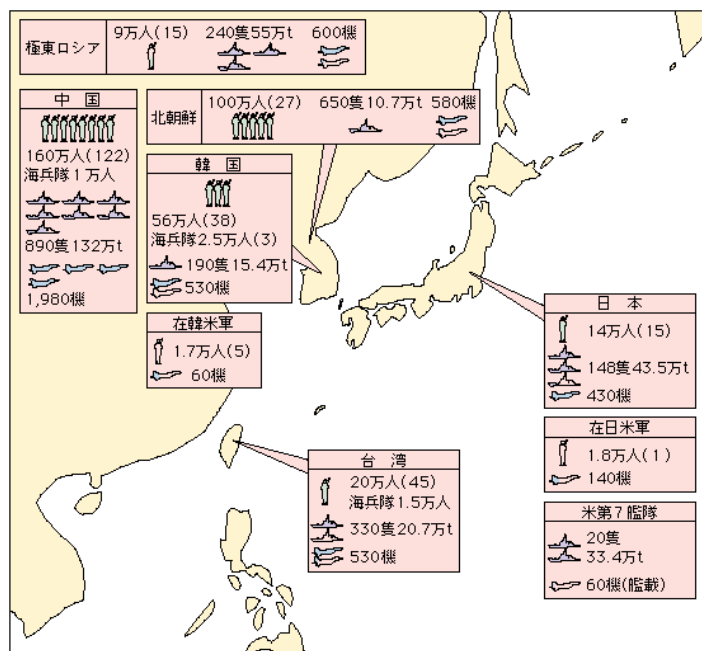 極東ロシア
9万人(15) 240隻55万t 600機
中 国
160万人(122)
海兵隊1万人
890隻132万t
1,980機
北朝鮮
100万人(27) 650隻10.7万t 580機
韓 国
56万人(38)
海兵隊2.5万人(3)
190隻15.4万t
530機
在韓米軍
1.7万人(5)
60機
日 本
14万人(15)
148隻43.5万t
430機
在日米軍
1.8万人(1)
140機
台 湾
20万人(45)
海兵隊1.5万人
330隻20.7万t
530機
米第7艦隊
20隻
33.4万t
60機(艦載)